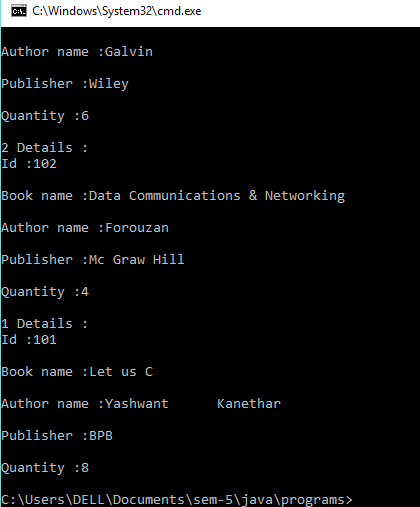 C:\Windows\System32\cmd.exe
Author name :Galvin
Publisher :Wiley
Quantity :6
2 Details :
Id :102
Book name :Data Communications & Networking
Author name :Forouzan
Publisher :Mc Graw Hill
Quantity :4
1 Details :
Id :101
Book name :Let us C
Author name :Yashwant      Kanethar
Publisher :BPB
Quantity :8
C:\Users\DELL\Documents\sem-5\java\programs>